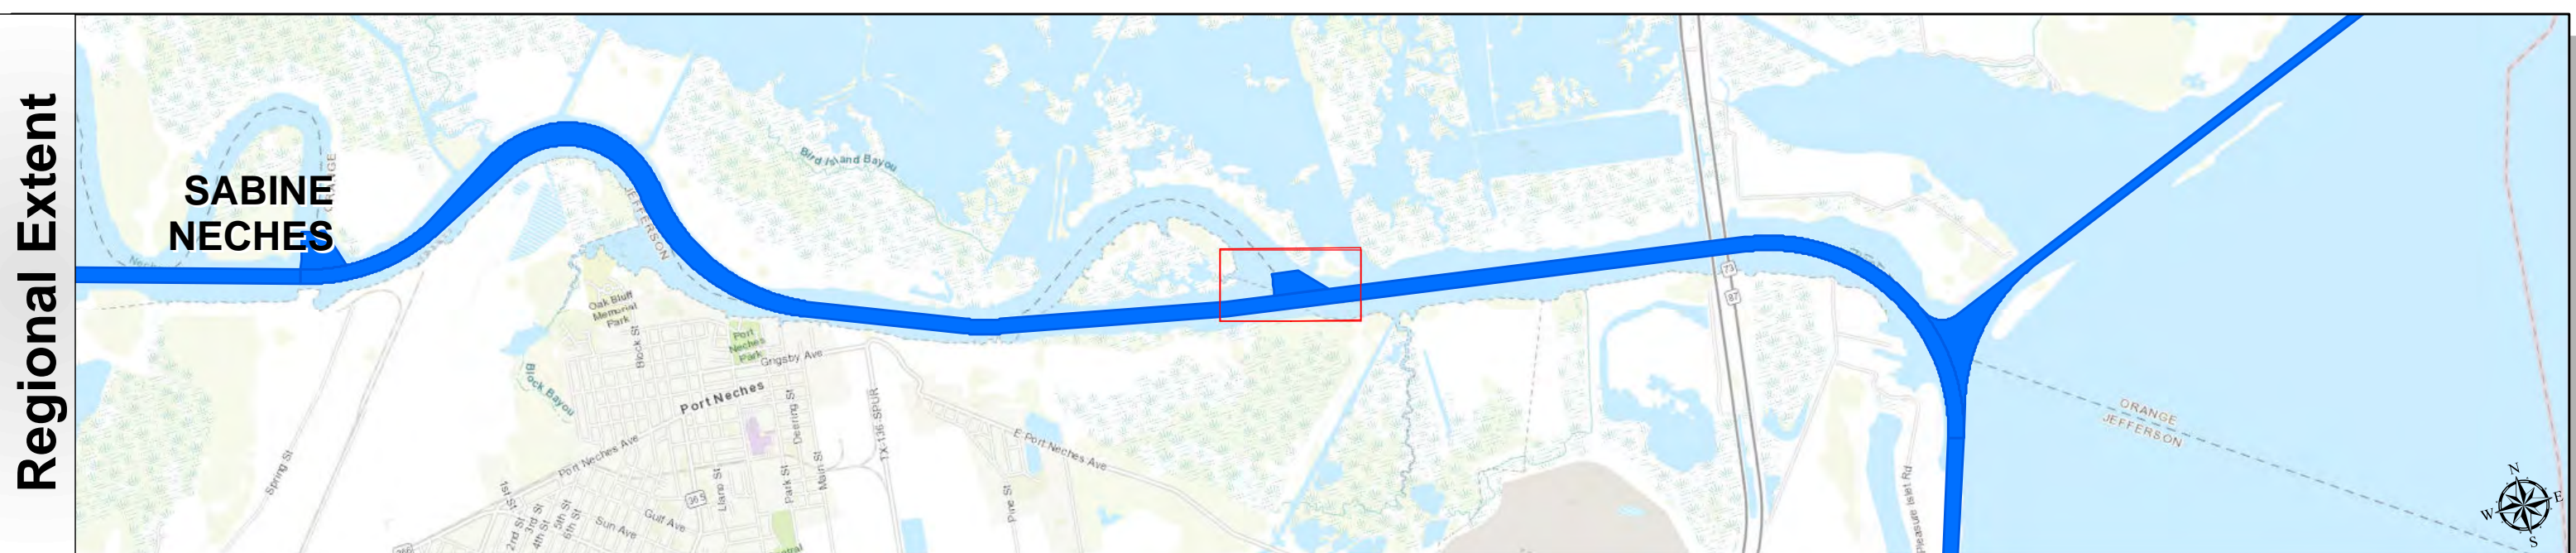 Regional Extent
SABINE
NECHES
ORANGE
JEFFERSON
Bird Island Bayou
Oak Bluff
Memorial
Park
Block St
Port
Neches
Park
Grigsby Ave
Block Bayou
Port Neches
Deering St
TX-136 SPUR
Port Neches Ave
E Port Neches Ave
Spring St
1st St
2nd St
3rd St
4th St
5th St
6th St
365
Llano St
Park St
Main St
Pine St
Gulf Ave
Sun Ave
73
87
Pleasure Islet Rd
ORANGE
JEFFERSON
N
W
E
S